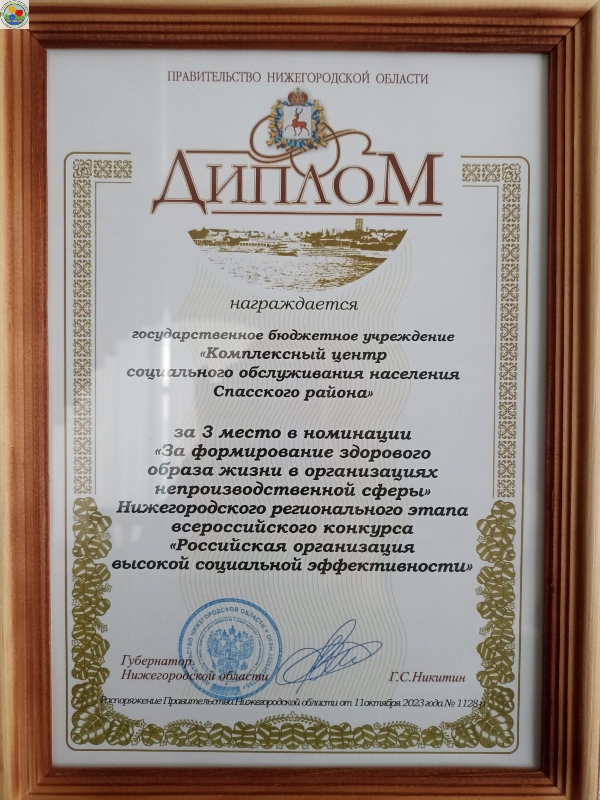 ПРАВИТЕЛЬСТВО НИЖЕГОРОДСКОЙ ОБЛАСТИ
ДИПЛОМ
награждается
государственное бюджетное учреждение
«Комплексный центр
социального обслуживания населения
Спасского района»
за 3 место в номинации
«За формирование здорового
образа жизни в организациях
непроизводственной сферы»
Нижегородского регионального этапа
всероссийского конкурса
«Российская организация
высокой социальной эффективности»
Губернатор
Нижегородской области
Г.С.Никитин
Распоряжение Правительства Нижегородской области от 11 октября 2023 года № 1128-р